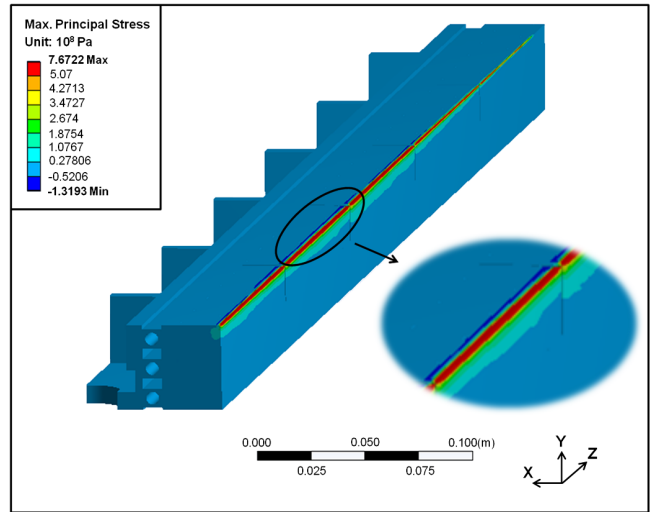 Max. Principal Stress
Unit: 10⁸ Pa
7.6722 Max
5.07
4.2713
3.4727
2.674
1.8754
1.0767
0.27806
-0.5206
-1.3193 Min
0.000 0.050 0.100(m)
0.025 0.075
Y
Z
X